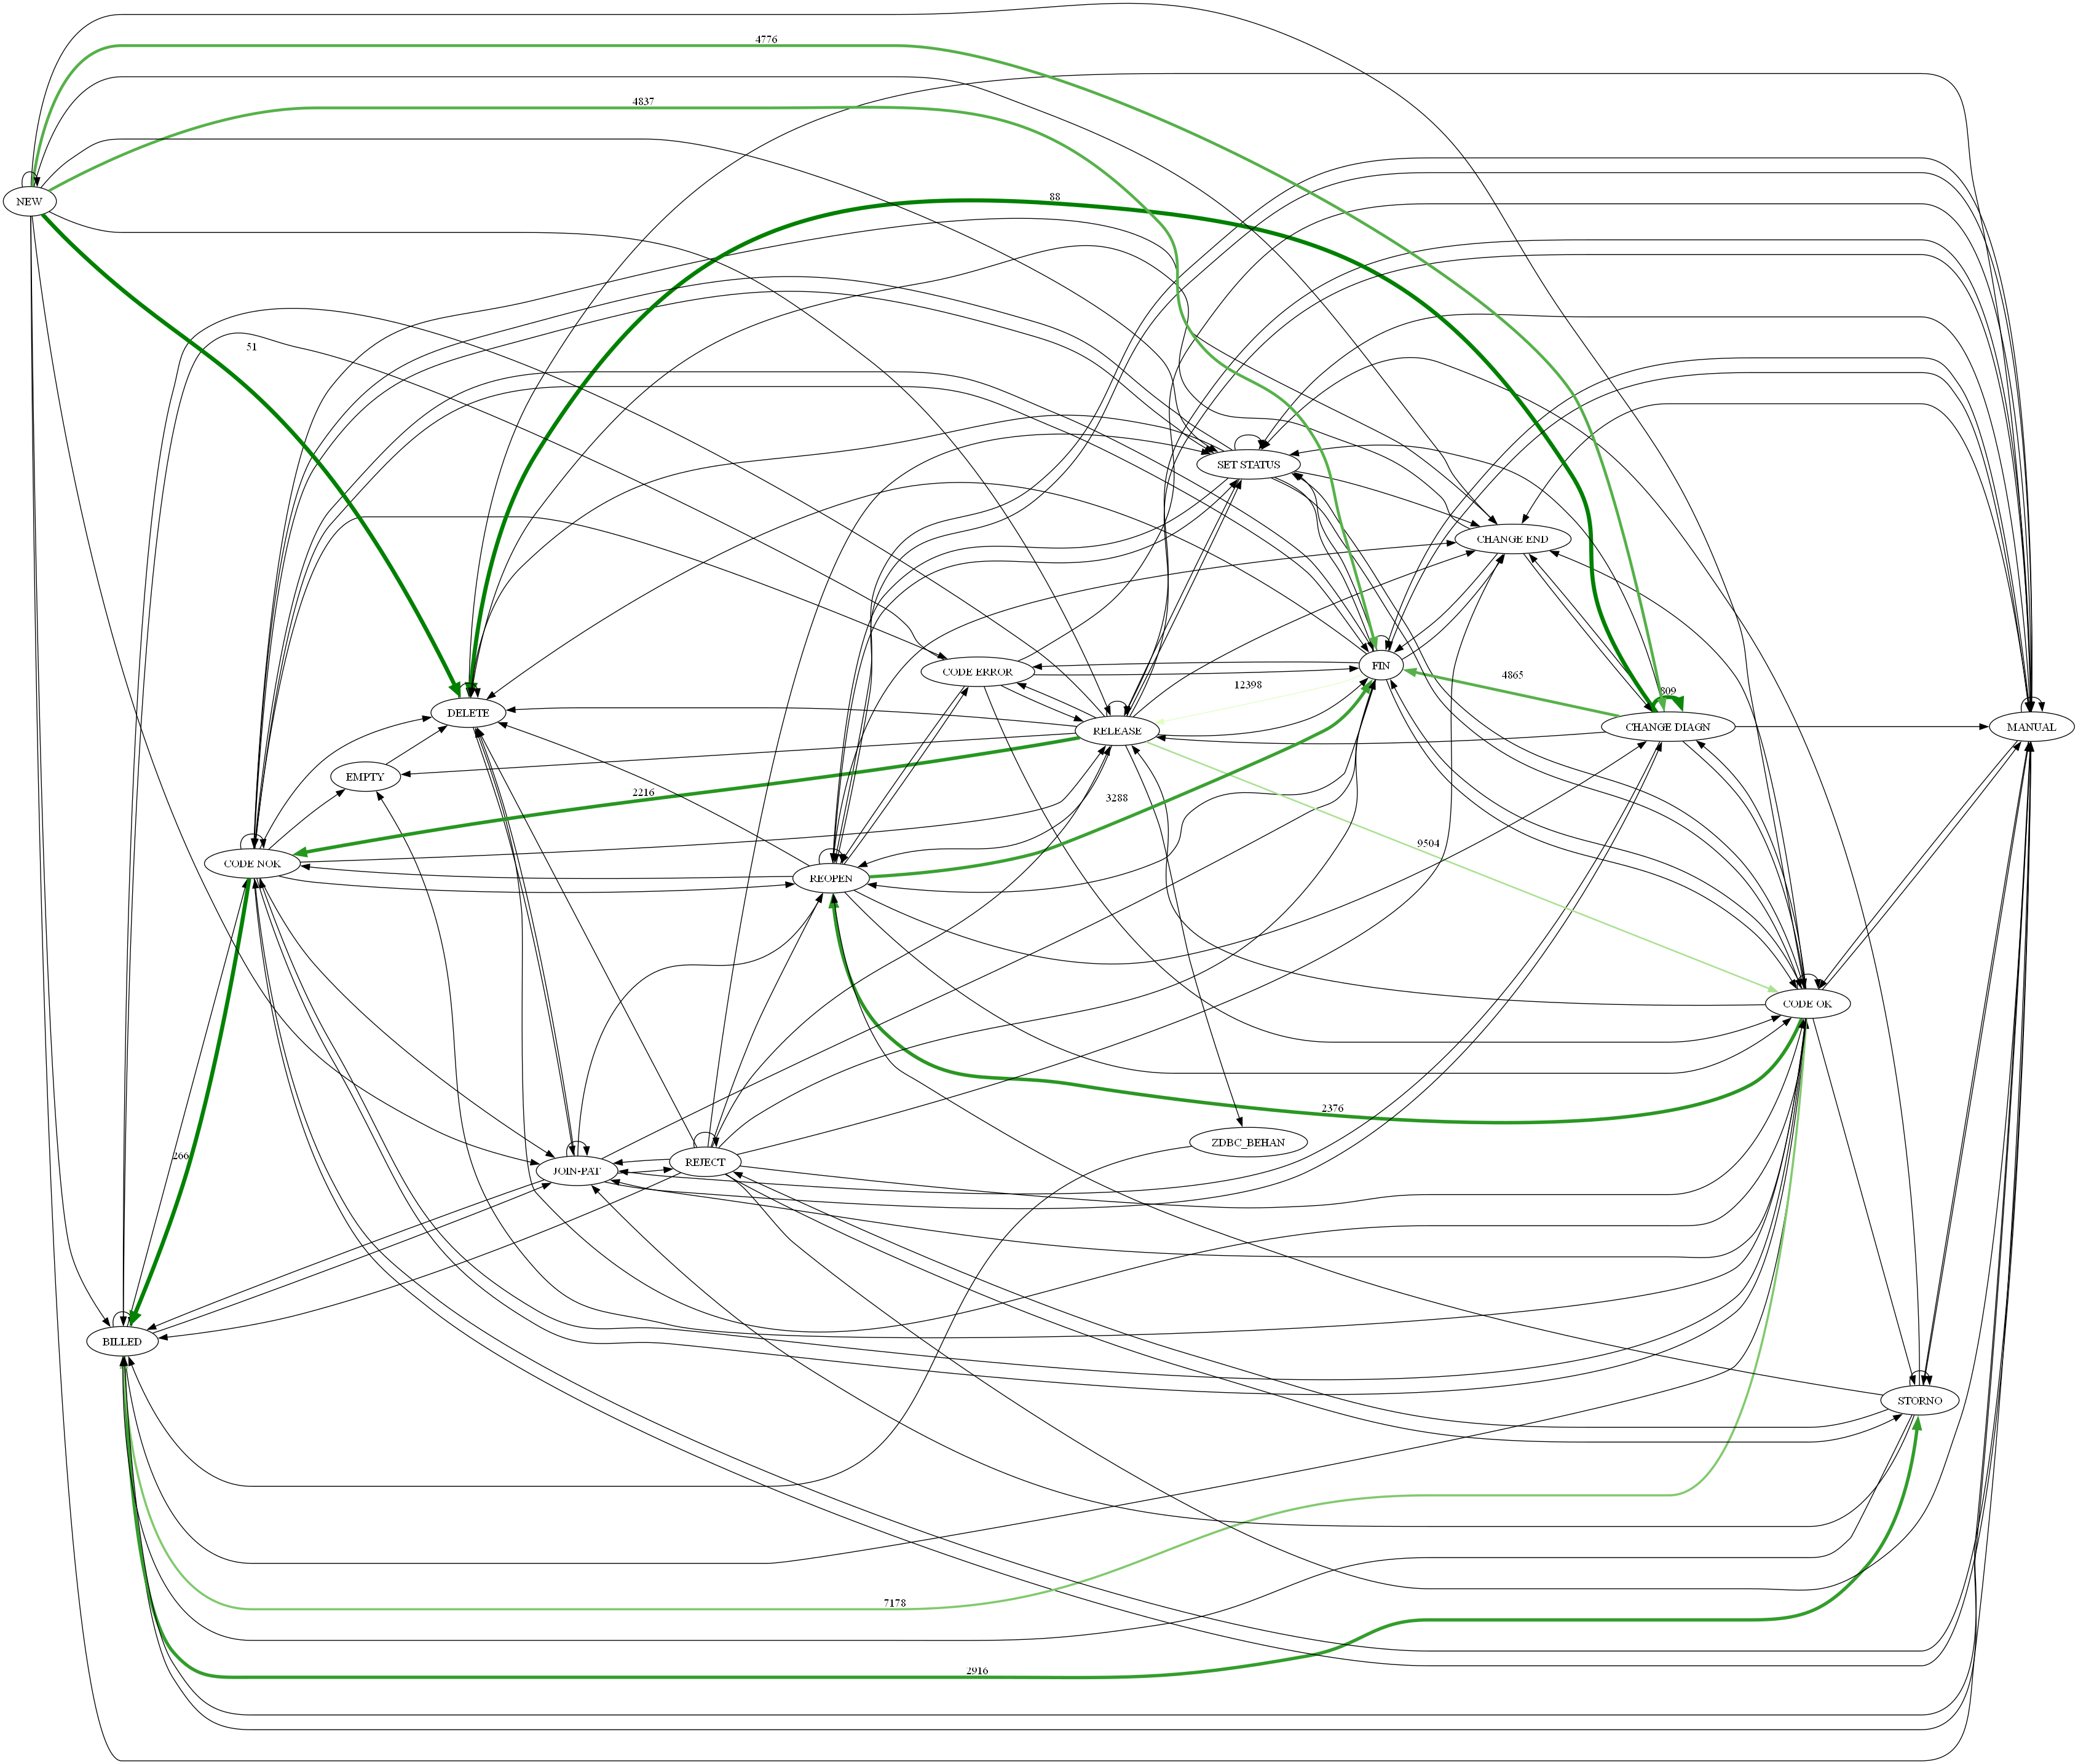 4776
4837
88
NEW
51
SET STATUS
CHANGE END
CODE ERROR
FIN
4865
12398
809
DELETE
RELEASE
CHANGE DIAGN
MANUAL
EMPTY
2216
3288
9504
CODE NOK
REOPEN
CODE OK
2376
266
JOIN-PAT
REJECT
ZDBC_BEHAN
BILLED
STORNO
7178
2916